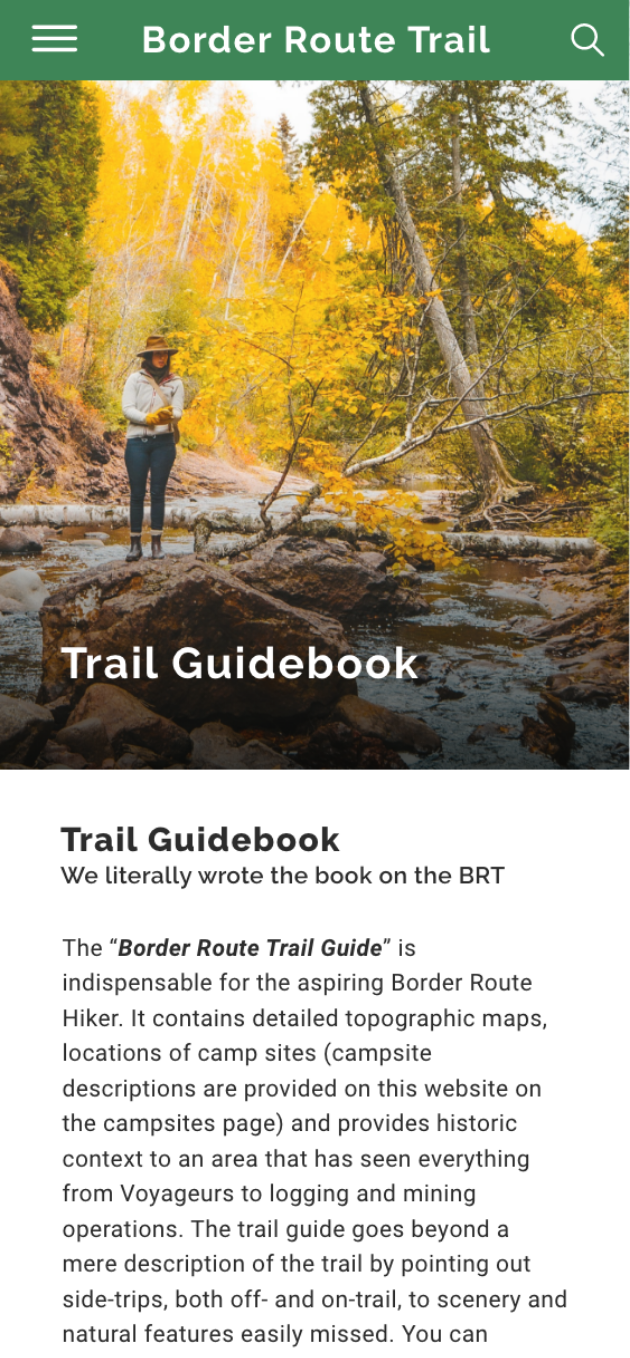 Border Route Trail
Trail Guidebook
Trail Guidebook
We literally wrote the book on the BRT
The “Border Route Trail Guide” is
indispensable for the aspiring Border Route
Hiker. It contains detailed topographic maps,
locations of camp sites (campsite
descriptions are provided on this website on
the campsites page) and provides historic
context to an area that has seen everything
from Voyageurs to logging and mining
operations. The trail guide goes beyond a
mere description of the trail by pointing out
side-trips, both off- and on-trail, to scenery and
natural features easily missed. You can